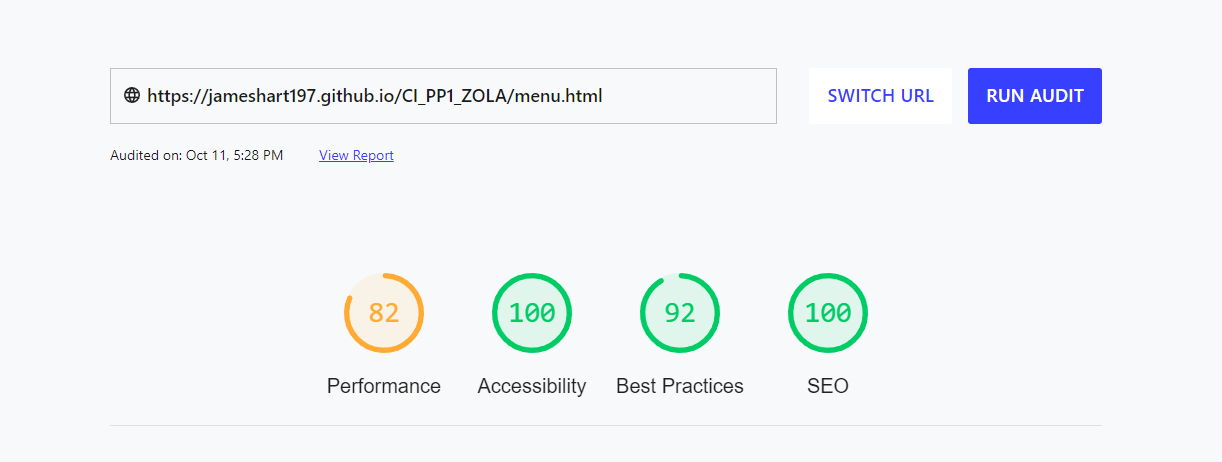 https://jameshart197.github.io/CI_PP1_ZOLA/menu.html
SWITCH URL
RUN AUDIT
Audited on: Oct 11, 5:28 PM
View Report
82
100
92
100
Performance
Accessibility
Best Practices
SEO